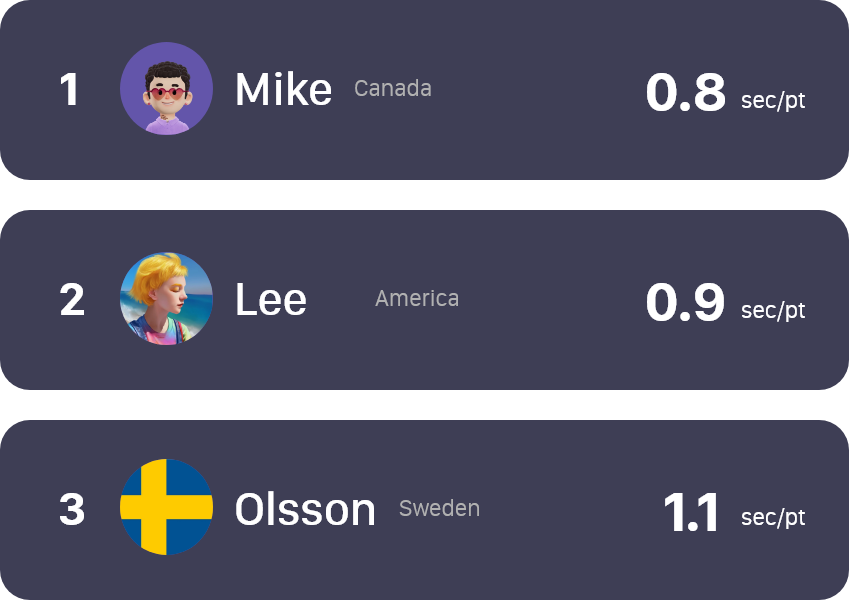 1 Mike Canada 0.8 sec/pt
2 Lee America 0.9 sec/pt
3 Olsson Sweden 1.1 sec/pt